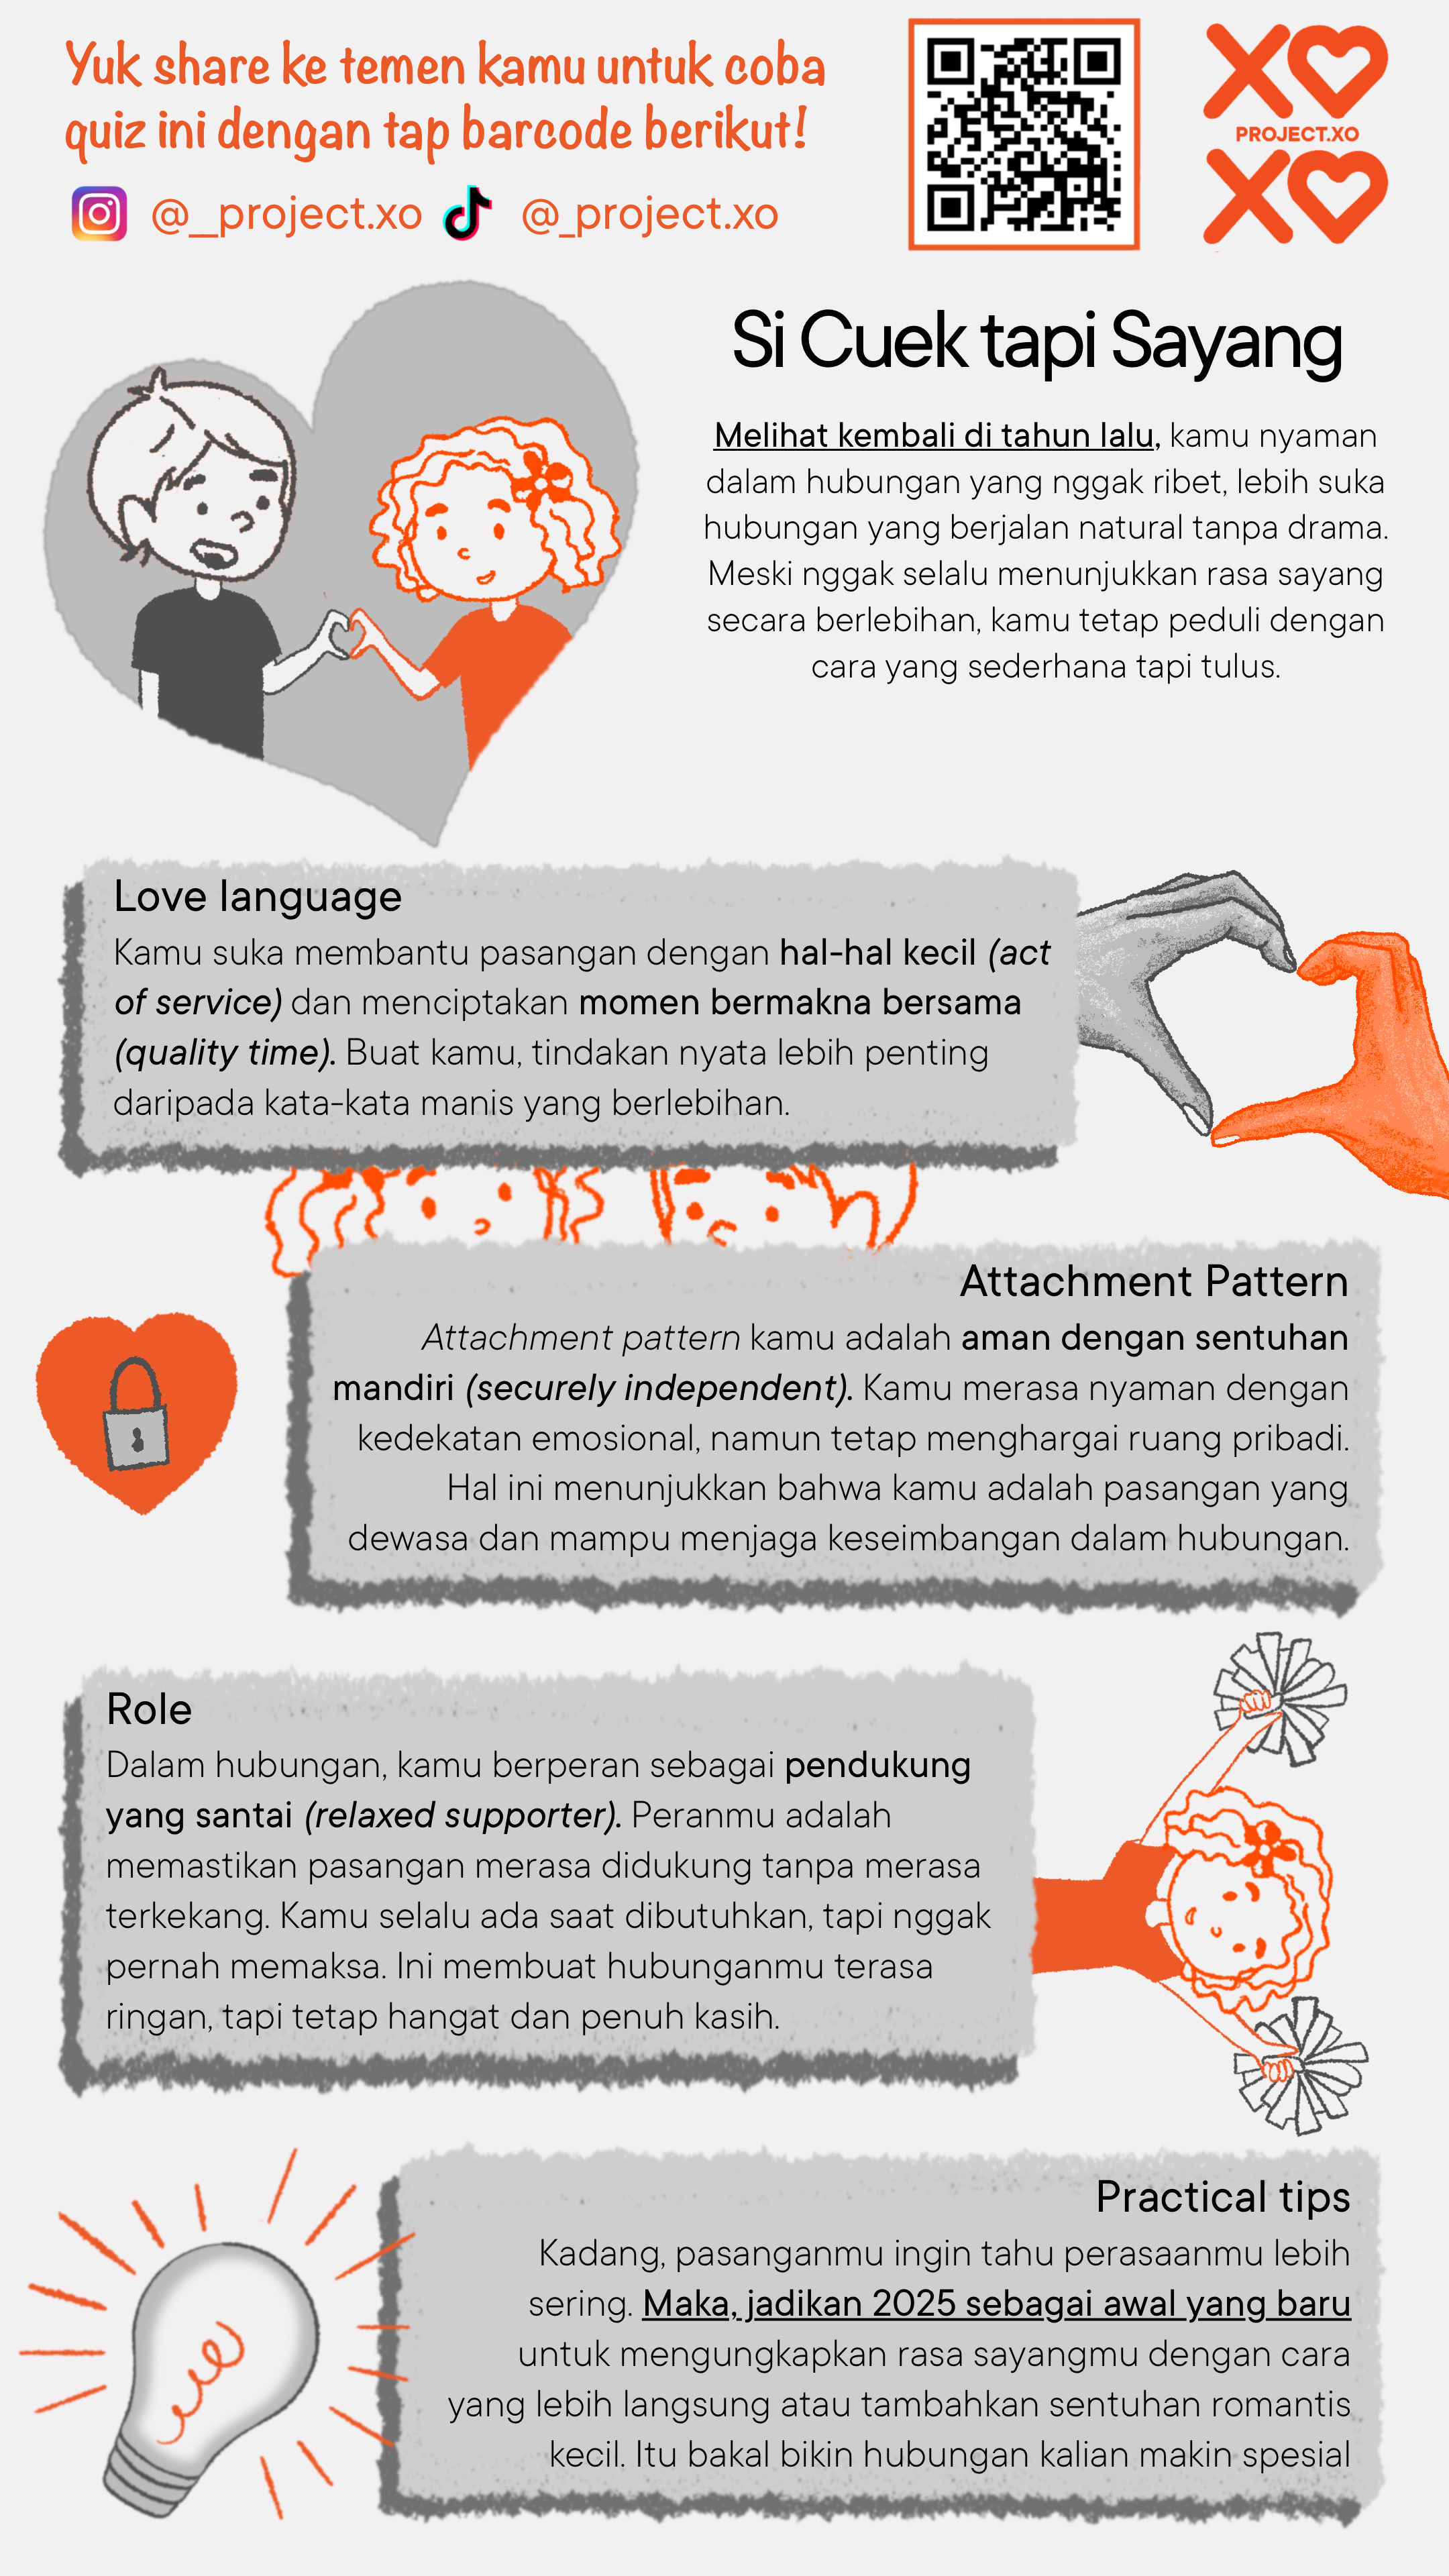 Yuk share ke temen kamu untuk coba
quiz ini dengan tap barcode berikut!
@__project.xo @_project.xo
XO
PROJECT.XO
XO
Si Cuek tapi Sayang
Melihat kembali di tahun lalu, kamu nyaman
dalam hubungan yang nggak ribet, lebih suka
hubungan yang berjalan natural tanpa drama.
Meski nggak selalu menunjukkan rasa sayang
secara berlebihan, kamu tetap peduli dengan
cara yang sederhana tapi tulus.
Love language
Kamu suka membantu pasangan dengan hal-hal kecil (act
of service) dan menciptakan momen bermakna bersama
(quality time). Buat kamu, tindakan nyata lebih penting
daripada kata-kata manis yang berlebihan.
Attachment Pattern
Attachment pattern kamu adalah aman dengan sentuhan
mandiri (securely independent). Kamu merasa nyaman dengan
kedekatan emosional, namun tetap menghargai ruang pribadi.
Hal ini menunjukkan bahwa kamu adalah pasangan yang
dewasa dan mampu menjaga keseimbangan dalam hubungan.
Role
Dalam hubungan, kamu berperan sebagai pendukung
yang santai (relaxed supporter). Peranmu adalah
memastikan pasangan merasa didukung tanpa merasa
terkekang. Kamu selalu ada saat dibutuhkan, tapi nggak
pernah memaksa. Ini membuat hubunganmu terasa
ringan, tapi tetap hangat dan penuh kasih.
Practical tips
Kadang, pasanganmu ingin tahu perasaanmu lebih
sering. Maka, jadikan 2025 sebagai awal yang baru
untuk mengungkapkan rasa sayangmu dengan cara
yang lebih langsung atau tambahkan sentuhan romantis
kecil. Itu bakal bikin hubungan kalian makin spesial